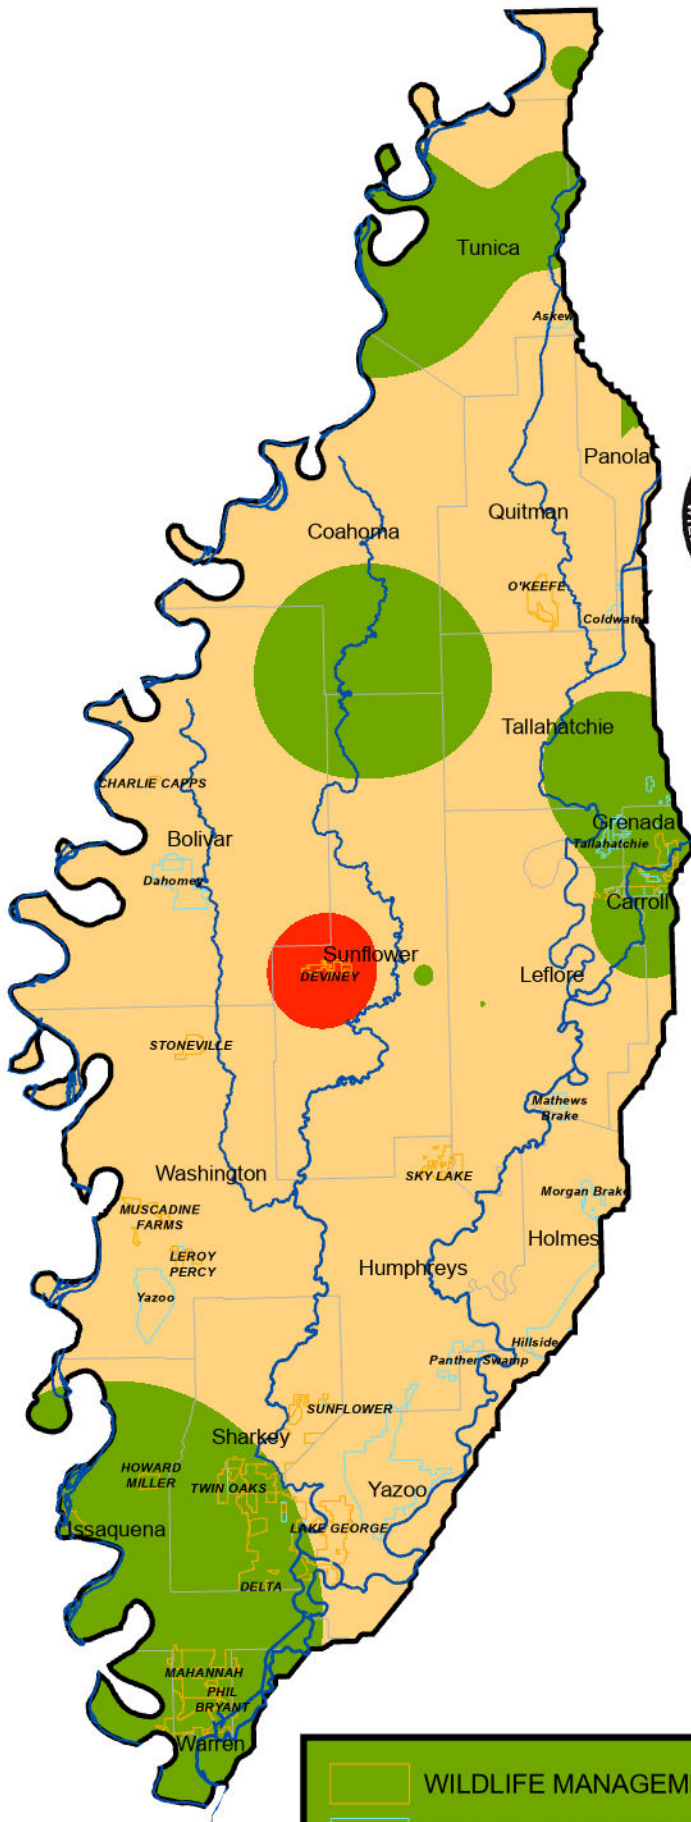 Tunica
Askew
Panola
Coahoma
Quitman
O'KEEFE
Coldwater
Tallahatchie
CHARLIE CAPPS
Grenada
Bolivar
Tallahatchie
Dahomey
Carroll
Sunflower
DEVINEY
Leflore
STONEVILLE
Mathews
Brake
Washington
SKY LAKE
MUSCADINE
FARMS
Morgan Brake
Holmes
LEROY
PERCY
Humphreys
Yazoo
Hillside
Panther Swamp
SUNFLOWER
Sharkey
HOWARD
MILLER
TWIN OAKS
Yazoo
Issaquena
LAKE GEORGE
DELTA
MAHANNAH
PHIL
BRYANT
Warren
WILDLIFE MANAGEM